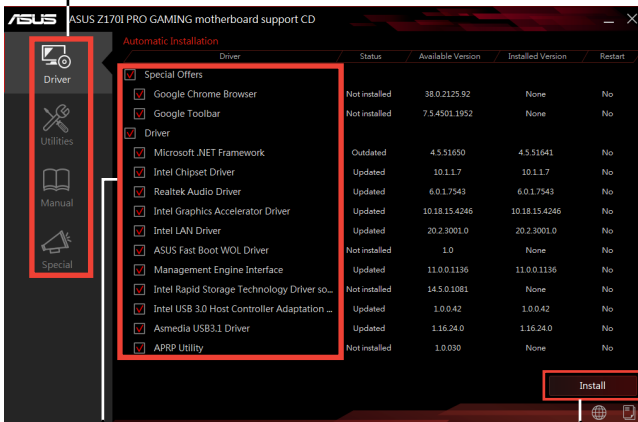 ASUS ASUS Z170I PRO GAMING motherboard support CD
Automatic Installation
Driver Status Available Version Installed Version Restart
Special Offers
Google Chrome Browser Not installed 38.0.2125.92 None No
Google Toolbar Not installed 7.5.4501.1952 None No
Driver
Microsoft .NET Framework Outdated 4.5.51650 4.5.51641 No
Intel Chipset Driver Updated 10.1.1.7 10.1.1.7 No
Realtek Audio Driver Updated 6.0.1.7543 6.0.1.7543 No
Intel Graphics Accelerator Driver Updated 10.18.15.4246 10.18.15.4246 No
Intel LAN Driver Updated 20.2.3001.0 20.2.3001.0 No
ASUS Fast Boot WOL Driver Not installed 1.0 None No
Management Engine Interface Updated 11.0.0.1136 11.0.0.1136 No
Intel Rapid Storage Technology Driver so... Not installed 14.5.0.1081 None No
Intel USB 3.0 Host Controller Adaptation ... Updated 1.0.0.42 1.0.0.42 No
Asmedia USB3.1 Driver Updated 1.16.24.0 1.16.24.0 No
APRP Utility Not installed 1.0.030 None No
Driver
Utilities
Manual
Special
Install